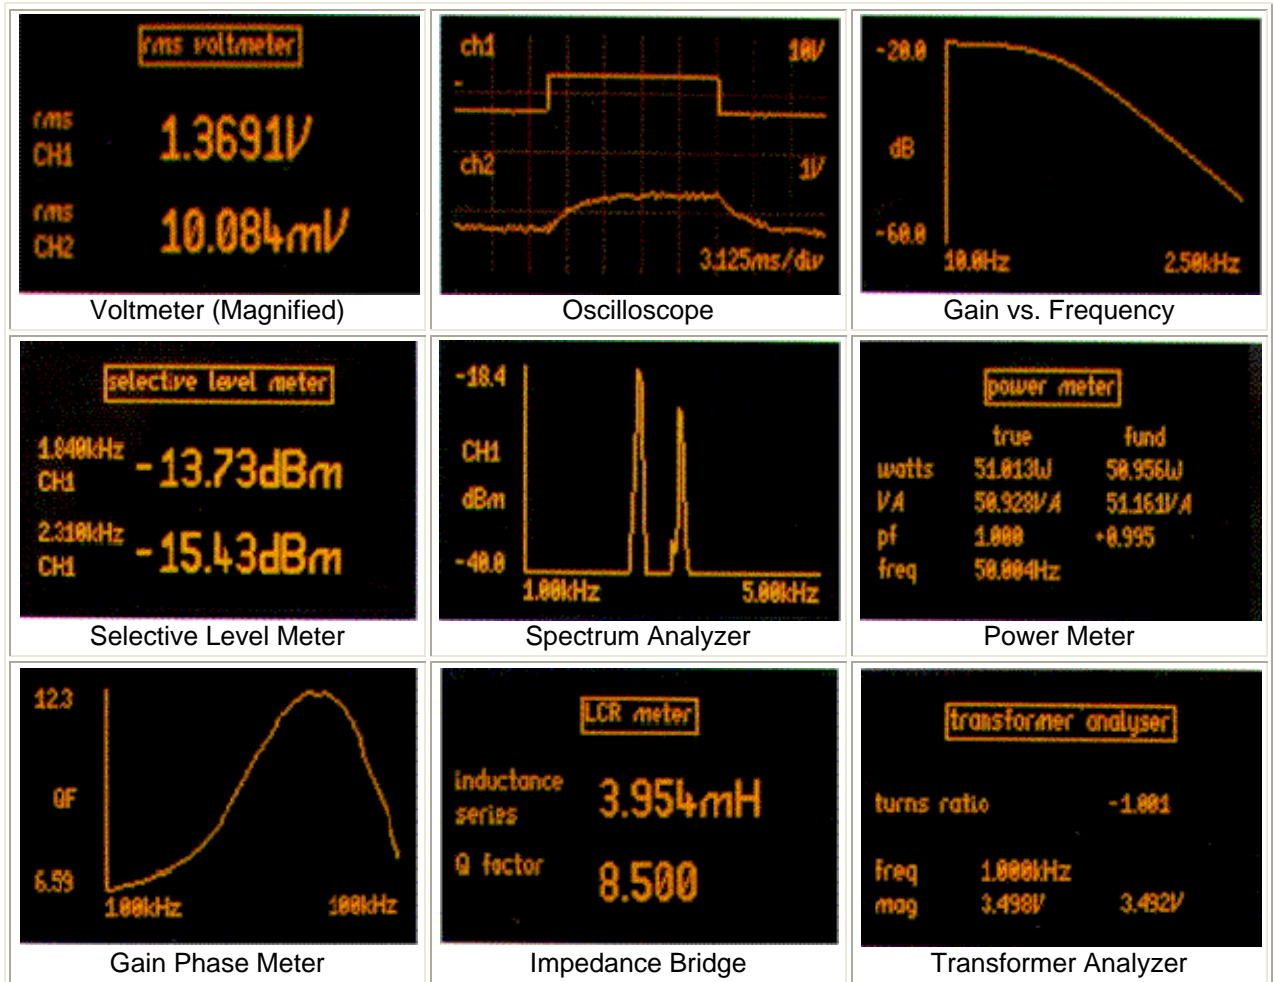 rms voltmeter
rms
CH1
1.3691V
rms
CH2
10.084mV
Voltmeter (Magnified)
ch1
10V
ch2
1V
3.125ms/div
Oscilloscope
-20.0
dB
-60.0
10.0Hz
2.50kHz
Gain vs. Frequency
selective level meter
1.840kHz
CH1
-13.73dBm
2.310kHz
CH1
-15.43dBm
Selective Level Meter
-18.4
CH1
dBm
-40.0
1.00kHz
5.00kHz
Spectrum Analyzer
power meter
true fund
watts 51.013W 50.956W
VA 50.928VA 51.161VA
pf 1.000 +0.995
freq 50.004Hz
Power Meter
12.3
QF
6.59
1.00kHz
100kHz
Gain Phase Meter
LCR meter
inductance
series
3.954mH
Q factor
8.500
Impedance Bridge
transformer analyser
turns ratio -1.001
freq 1.000kHz
mag 3.498V 3.492V
Transformer Analyzer